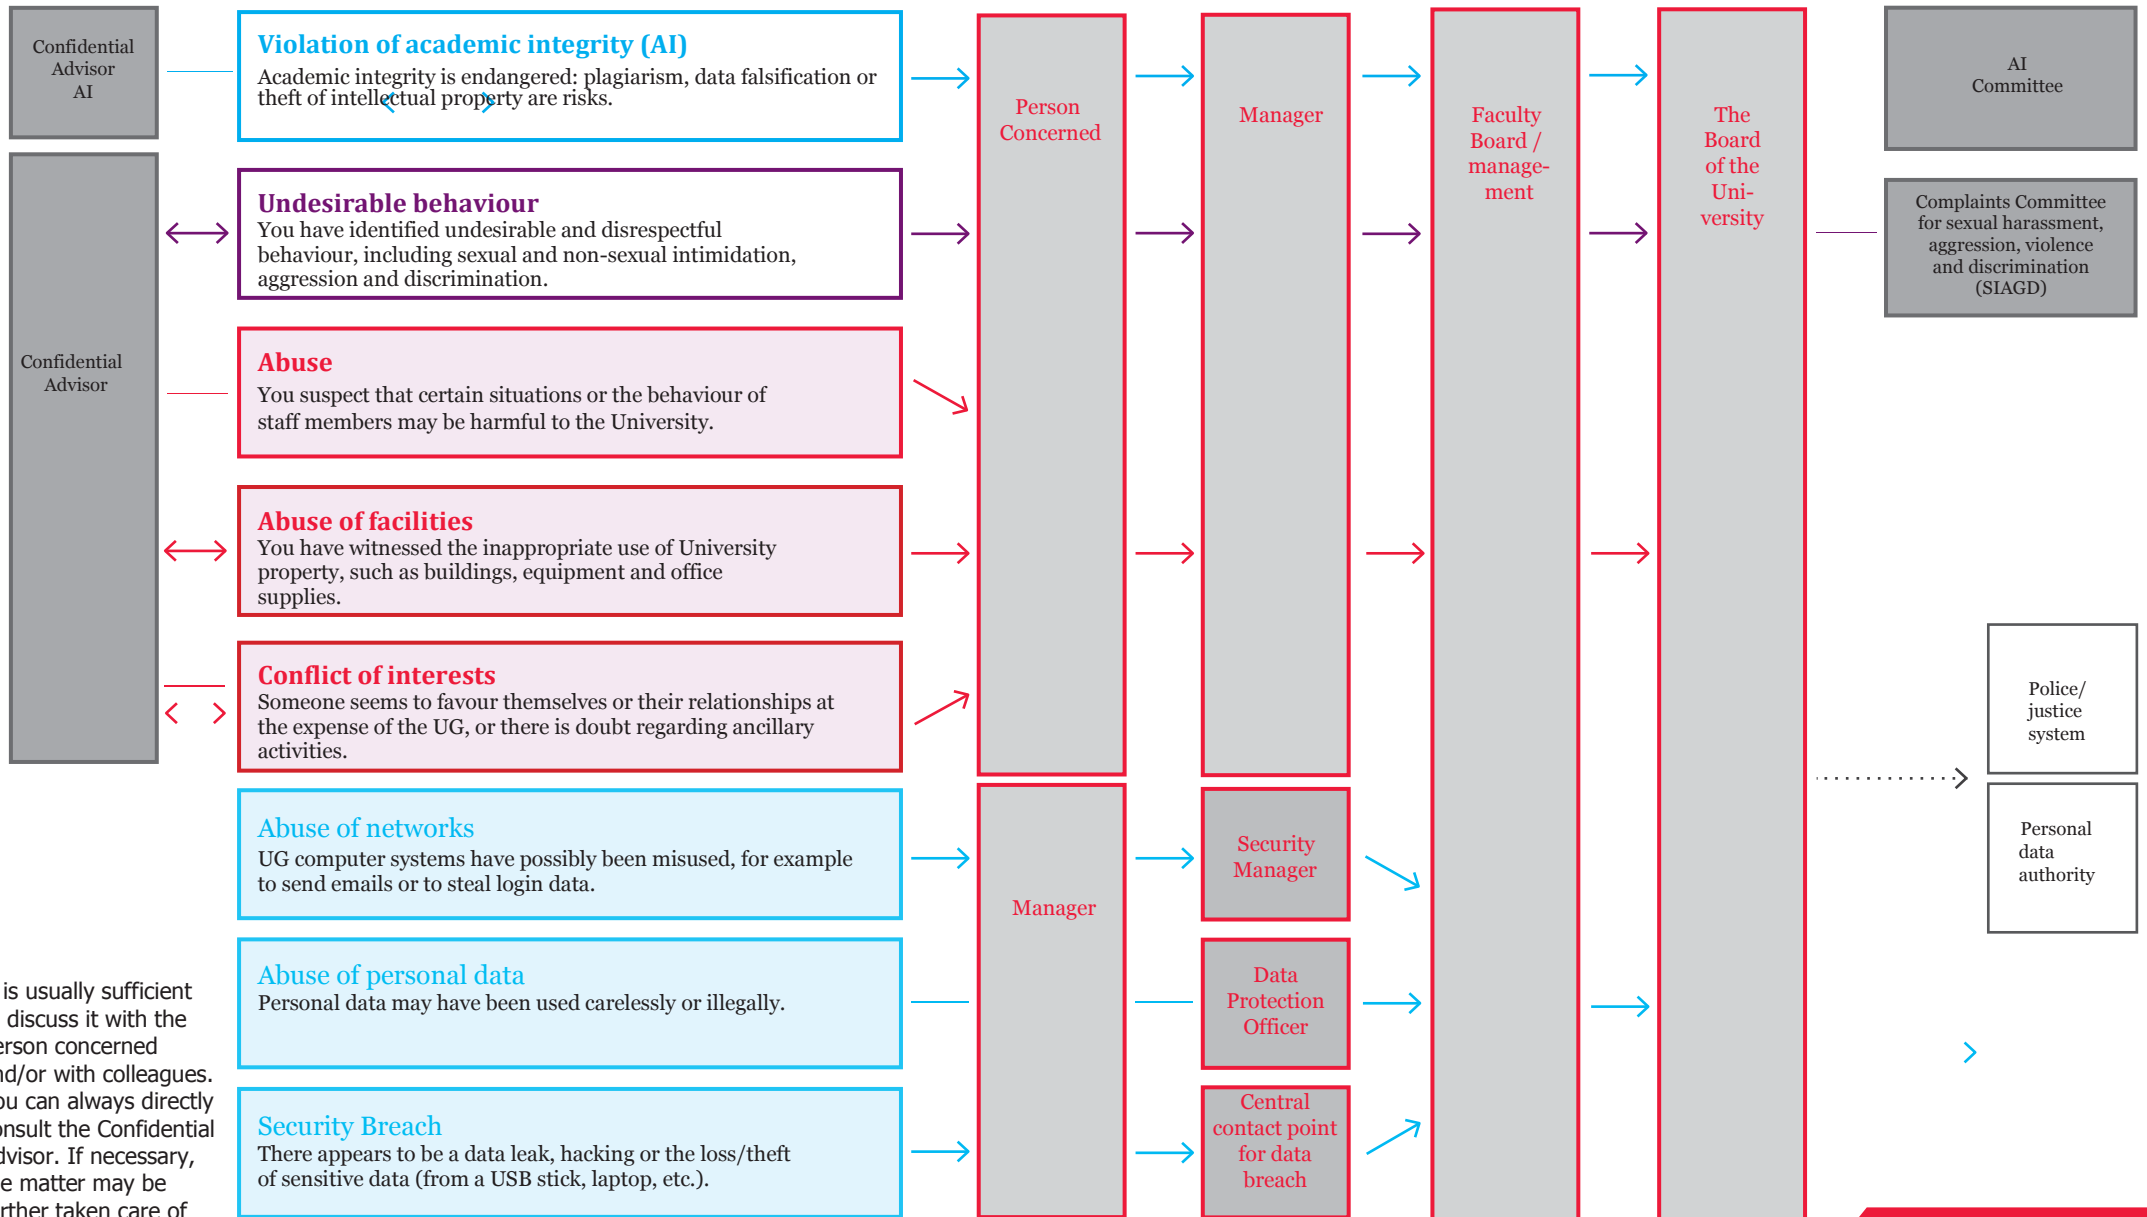 Confidential
Advisor
AI
Violation of academic integrity (AI)
Academic integrity is endangered: plagiarism, data falsification or
theft of intellectual property are risks.
Person
Concerned
Manager
Faculty
Board /
manage-
ment
The
Board
of the
Uni-
versity
AI
Committee
Confidential
Advisor
Undesirable behaviour
You have identified undesirable and disrespectful
behaviour, including sexual and non-sexual intimidation,
aggression and discrimination.
Complaints Committee
for sexual harassment,
aggression, violence
and discrimination
(SIAGD)
Abuse
You suspect that certain situations or the behaviour of
staff members may be harmful to the University.
Abuse of facilities
You have witnessed the inappropriate use of University
property, such as buildings, equipment and office
supplies.
Conflict of interests
Someone seems to favour themselves or their relationships at
the expense of the UG, or there is doubt regarding ancillary
activities.
Police/
justice
system
Abuse of networks
UG computer systems have possibly been misused, for example
to send emails or to steal login data.
Manager
Security
Manager
Personal
data
authority
Abuse of personal data
Personal data may have been used carelessly or illegally.
Data
Protection
Officer
Security Breach
There appears to be a data leak, hacking or the loss/theft
of sensitive data (from a USB stick, laptop, etc.).
Central
contact point
for data
breach
is usually sufficient
discuss it with the
erson concerned
nd/or with colleagues.
ou can always directly
onsult the Confidential
dvisor. If necessary,
e matter may be
rther taken care of